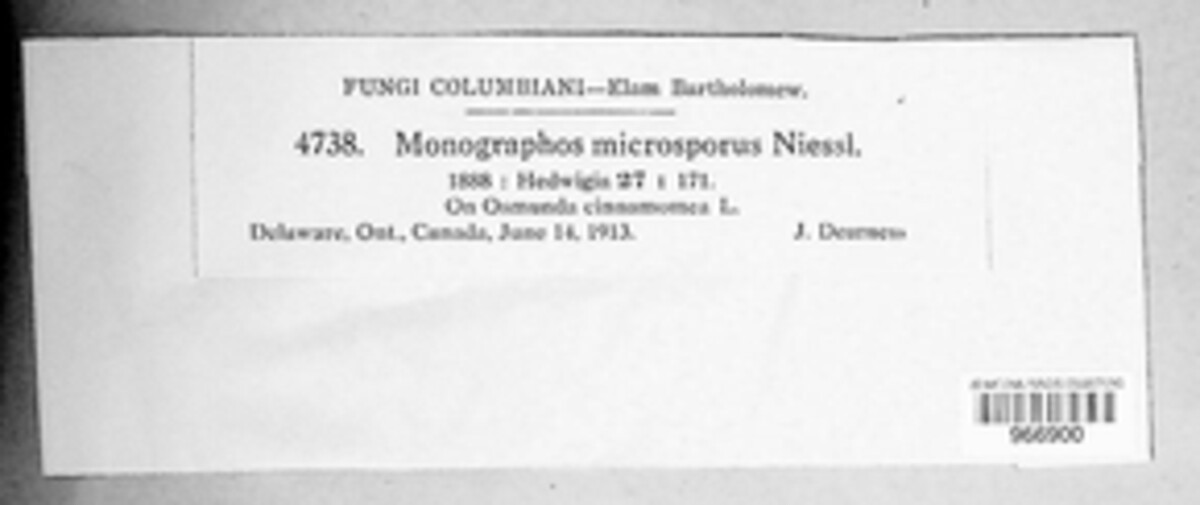 FUNGI COLUMBIANI—Elam Bartholomew.
4738. Monographos microsporus Niessl.
1888 : Hedwigia 27 : 171.
On Osmunda cinnamomea L.
Delaware, Ont., Canada, June 14, 1913. J. Dearness
966900